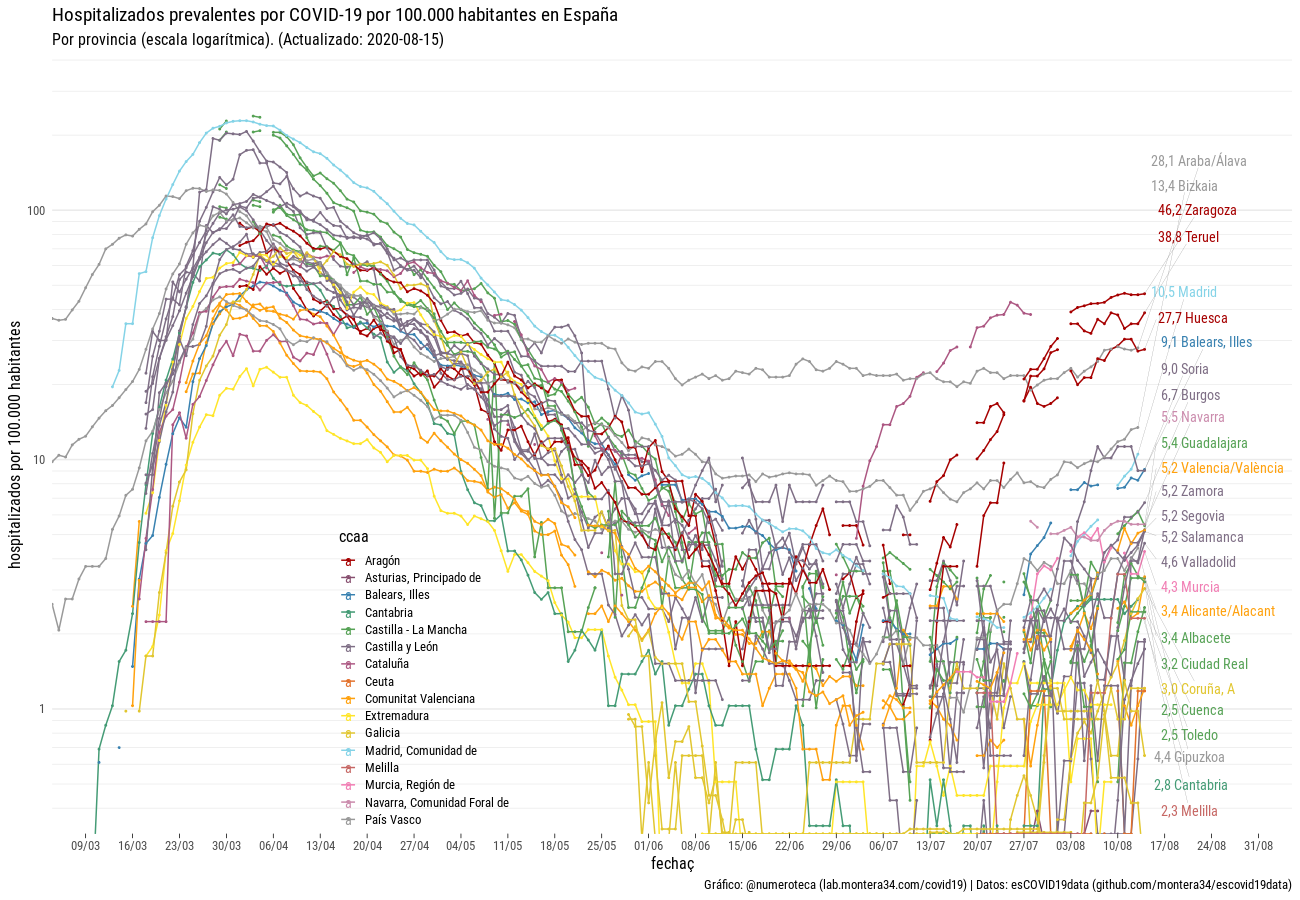 Hospitalizados prevalentes por COVID-19 por 100.000 habitantes en España
Por provincia (escala logarítmica). (Actualizado: 2020-08-15)
hospitalizados por 100.000 habitantes
100
10
1
28,1 Araba/Álava
13,4 Bizkaia
46,2 Zaragoza
38,8 Teruel
10,5 Madrid
27,7 Huesca
9,1 Balears, Illes
9,0 Soria
6,7 Burgos
5,5 Navarra
5,4 Guadalajara
5,2 Valencia/València
5,2 Zamora
5,2 Segovia
5,2 Salamanca
4,6 Valladolid
4,3 Murcia
3,4 Alicante/Alacant
3,4 Albacete
3,2 Ciudad Real
3,0 Coruña, A
2,5 Cuenca
2,5 Toledo
4,4 Gipuzkoa
2,8 Cantabria
2,3 Melilla
ccaa
Aragón
Asturias, Principado de
Balears, Illes
Cantabria
Castilla - La Mancha
Castilla y León
Cataluña
Ceuta
Comunitat Valenciana
Extremadura
Galicia
Madrid, Comunidad de
Melilla
Murcia, Región de
Navarra, Comunidad Foral de
País Vasco
09/03 16/03 23/03 30/03 06/04 13/04 20/04 27/04 04/05 11/05 18/05 25/05 01/06 08/06 15/06 22/06 29/06 06/07 13/07 20/07 27/07 03/08 10/08 17/08 24/08 31/08
fechaç
Gráfico: @numeroteca (lab.montera34.com/covid19) | Datos: esCOVID19data (github.com/montera34/escovid19data)